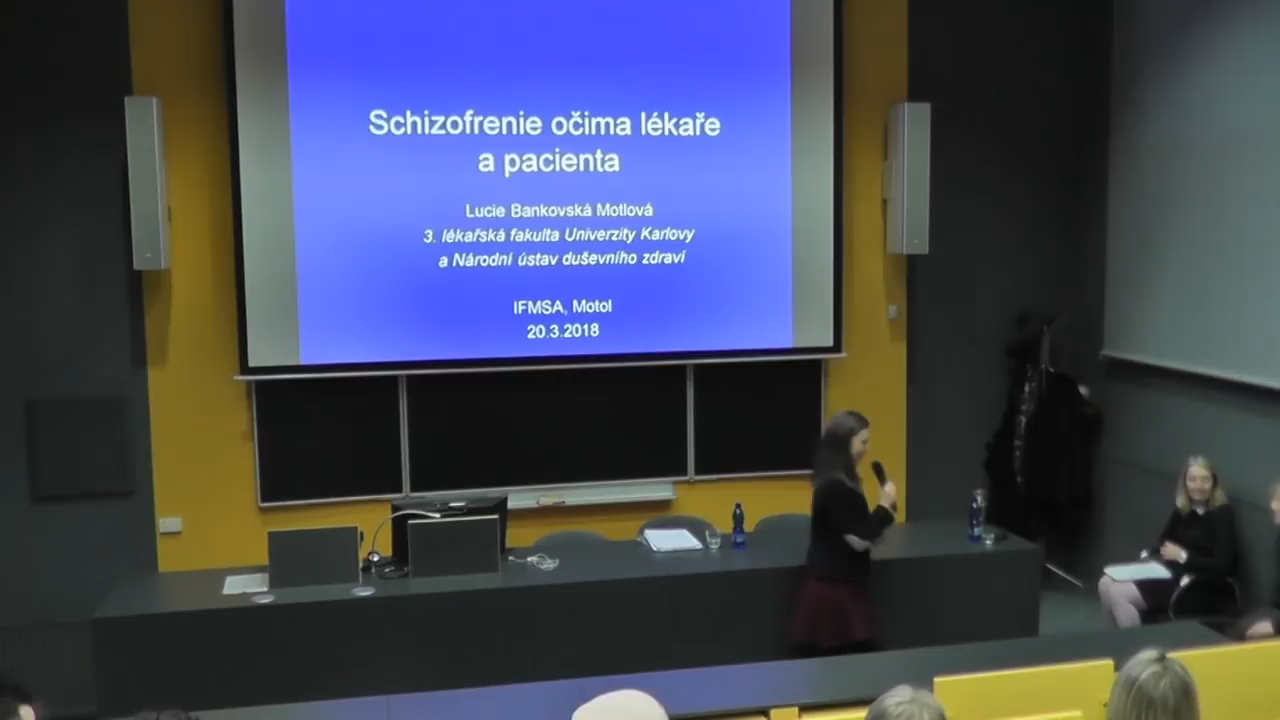 Schizofrenie očima lékaře
a pacienta
Lucie Bankovská Motlová
3. lékařská fakulta Univerzity Karlovy
a Národní ústav duševního zdraví
IFMSA, Motol
20.3.2018